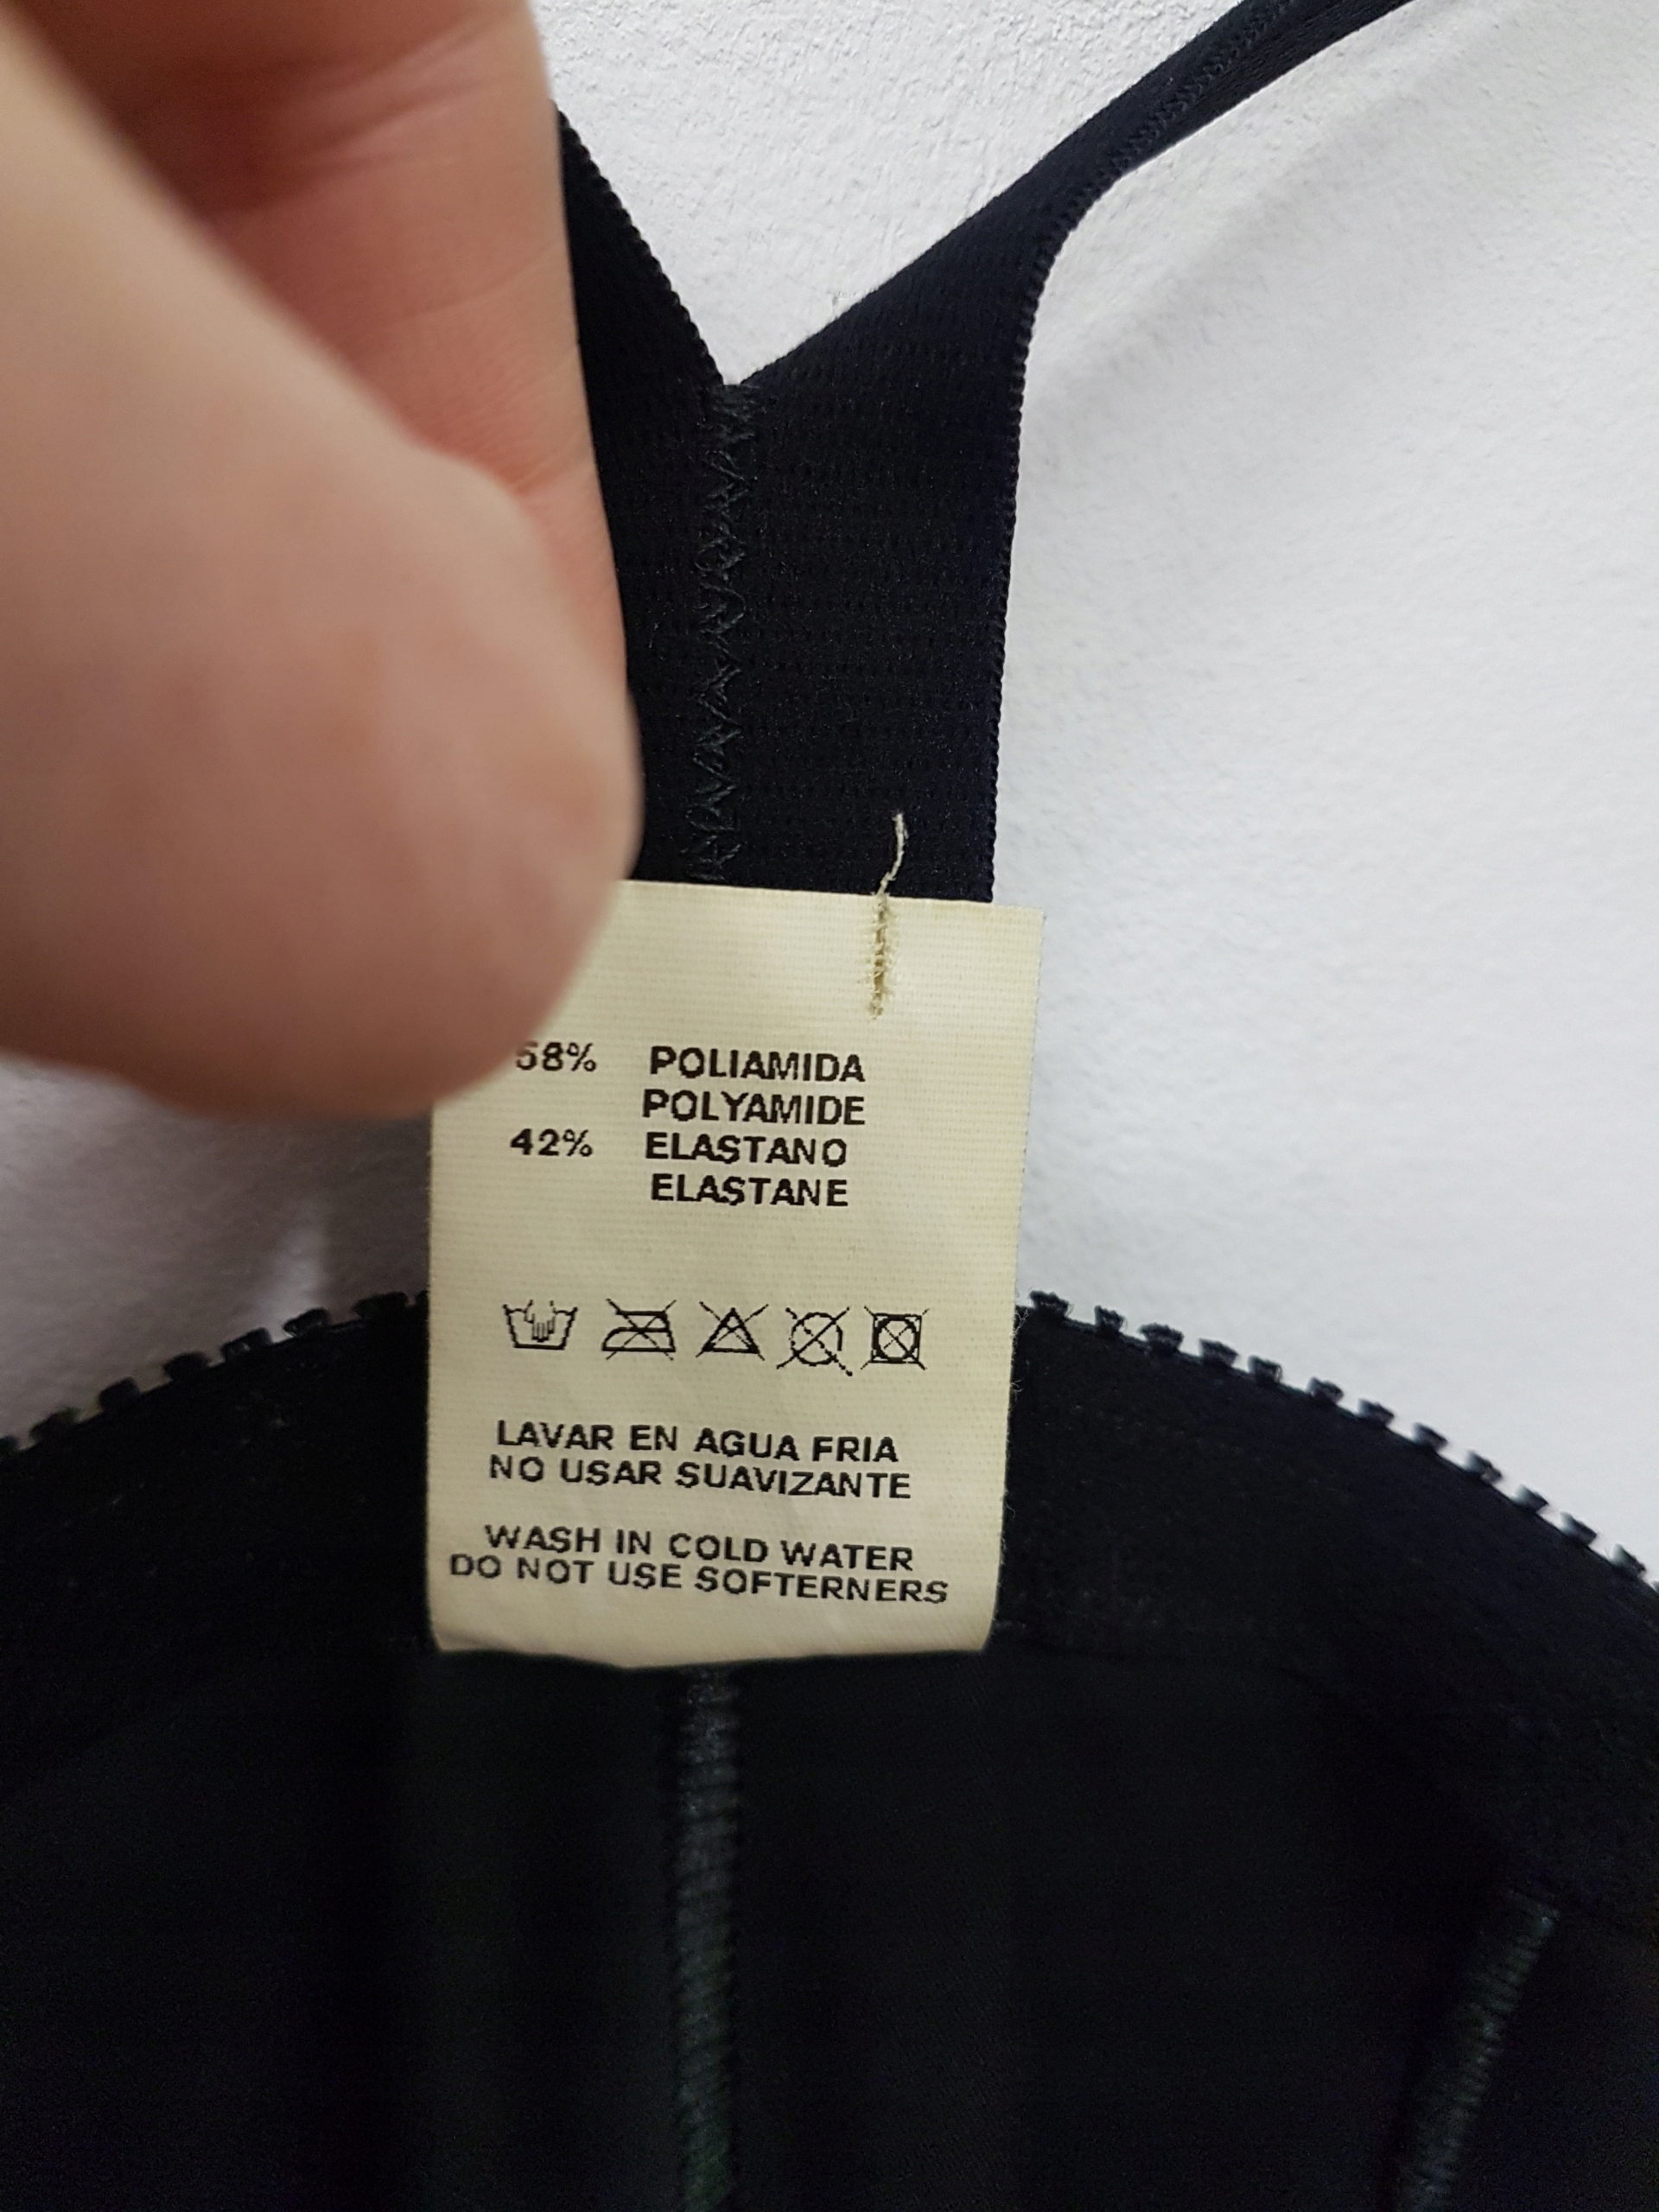 58% POLIAMIDA
POLYAMIDE
42% ELASTANO
ELASTANE
LAVAR EN AGUA FRIA
NO USAR SUAVIZANTE
WASH IN COLD WATER
DO NOT USE SOFTERNERS